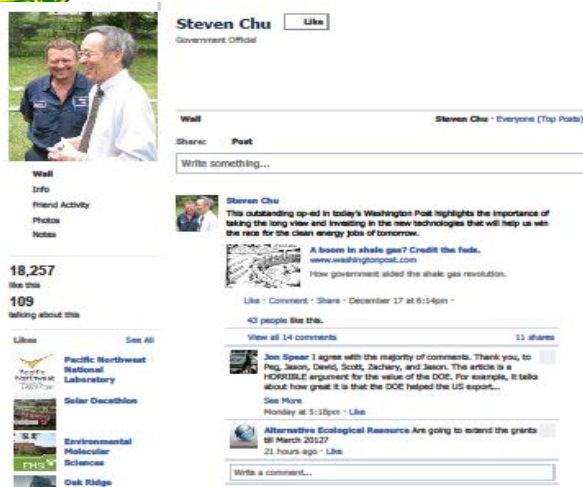 Steven Chu Like
Government Official
Wall Steven Chu · Everyone (Top Posts)
Share: Post
Write something...
Wall
Info
Friend Activity
Photos
Notes
18,257
like this
109
talking about this
Likes See All
Pacific Northwest
National
Laboratory
Solar Decathlon
Environmental
Molecular
Sciences
EMSL
Oak Ridge
Steven Chu
This outstanding op-ed in today's Washington Post highlights the importance of
taking the long view and investing in the new technologies that will help us win
the race for the clean energy jobs of tomorrow.
A boom in shale gas? Credit the feds.
www.washingtonpost.com
How government aided the shale gas revolution.
Like · Comment · Share · December 17 at 6:14pm ·
43 people like this.
View all 14 comments 11 shares
Jon Spear I agree with the majority of comments. Thank you, to
Peg, Jason, David, Scott, Zachary, and Jason. The article is a
HORRIBLE argument for the value of the DOE. For example, it talks
about how great it is that the DOE helped the US export...
See More
Monday at 5:18pm · Like
Alternative Ecological Resource Are going to extend the grants
till March 2012?
21 hours ago · Like
Write a comment...